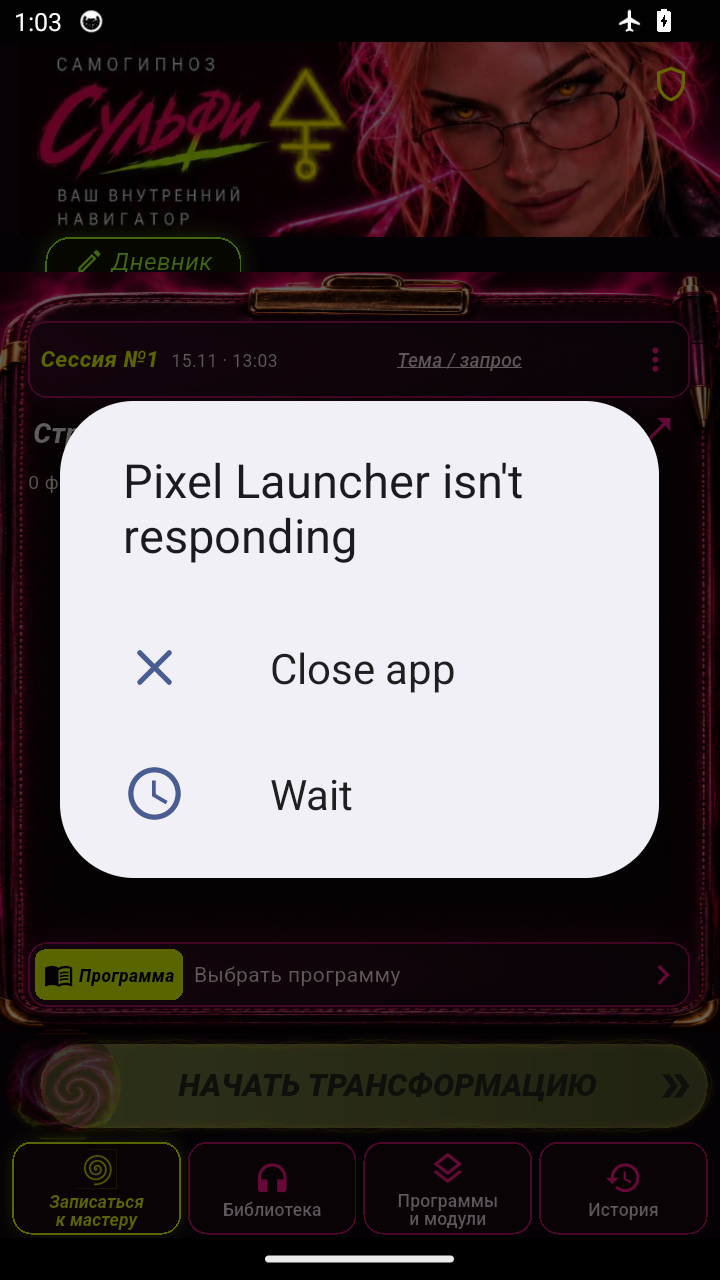 1:03
САМОГИПНОЗ
Сульфи
ВАШ ВНУТРЕННИЙ
НАВИГАТОР
Дневник
Сессия №1 15.11 · 13:03 Тема / запрос
Pixel Launcher isn't
responding
Close app
Wait
Программа Выбрать программу
НАЧАТЬ ТРАНСФОРМАЦИЮ
Записаться
к мастеру
Библиотека
Программы
и модули
История